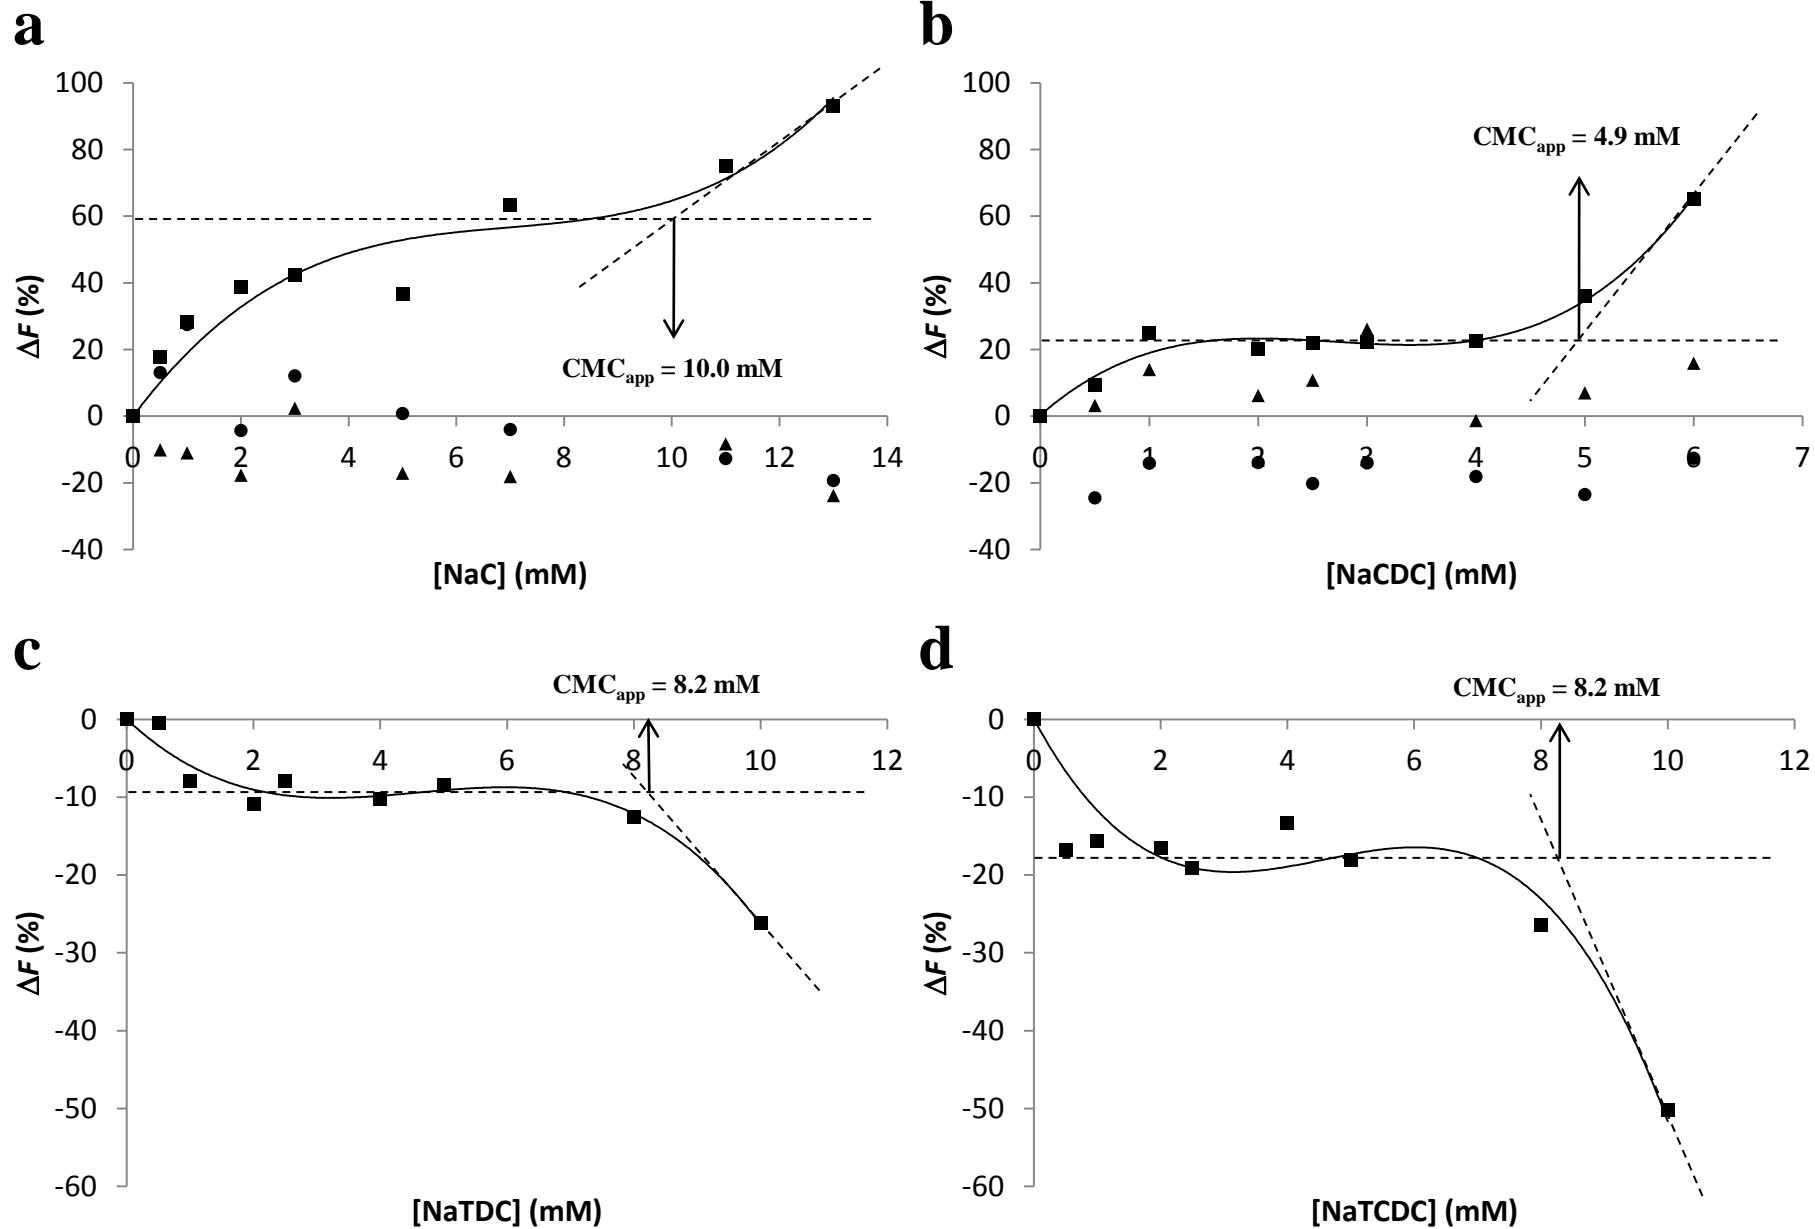 a
100
80
60
40
20
0
-20
-40
0 2 4 6 8 10 12 14
ΔF (%)
CMCapp = 10.0 mM
[NaC] (mM)
b
100
80
60
40
20
0
-20
-40
0 1 2 3 4 5 6 7
ΔF (%)
CMCapp = 4.9 mM
[NaCDC] (mM)
c
CMCapp = 8.2 mM
0
-10
-20
-30
-40
-50
-60
0 2 4 6 8 10 12
ΔF (%)
[NaTDC] (mM)
d
CMCapp = 8.2 mM
0
-10
-20
-30
-40
-50
-60
0 2 4 6 8 10 12
ΔF (%)
[NaTCDC] (mM)